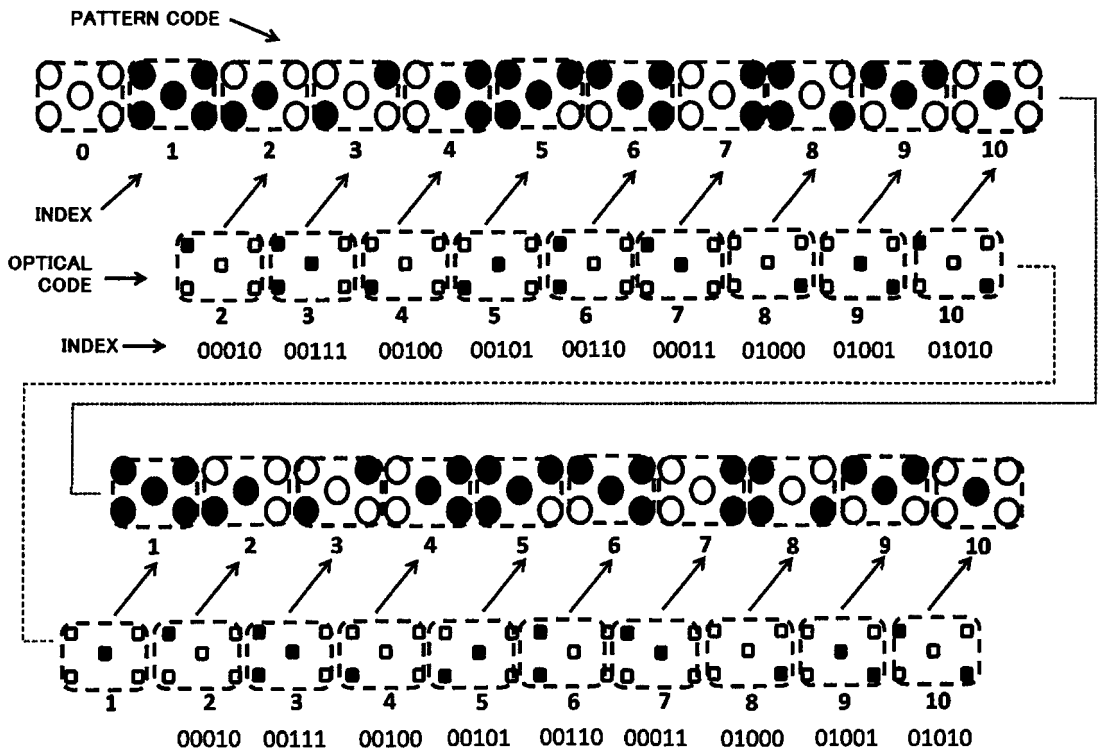 PATTERN CODE
0 1 2 3 4 5 6 7 8 9 10
INDEX
OPTICAL CODE
2 3 4 5 6 7 8 9 10
INDEX 00010 00111 00100 00101 00110 00011 01000 01001 01010
1 2 3 4 5 6 7 8 9 10
1 2 3 4 5 6 7 8 9 10
00010 00111 00100 00101 00110 00011 01000 01001 01010